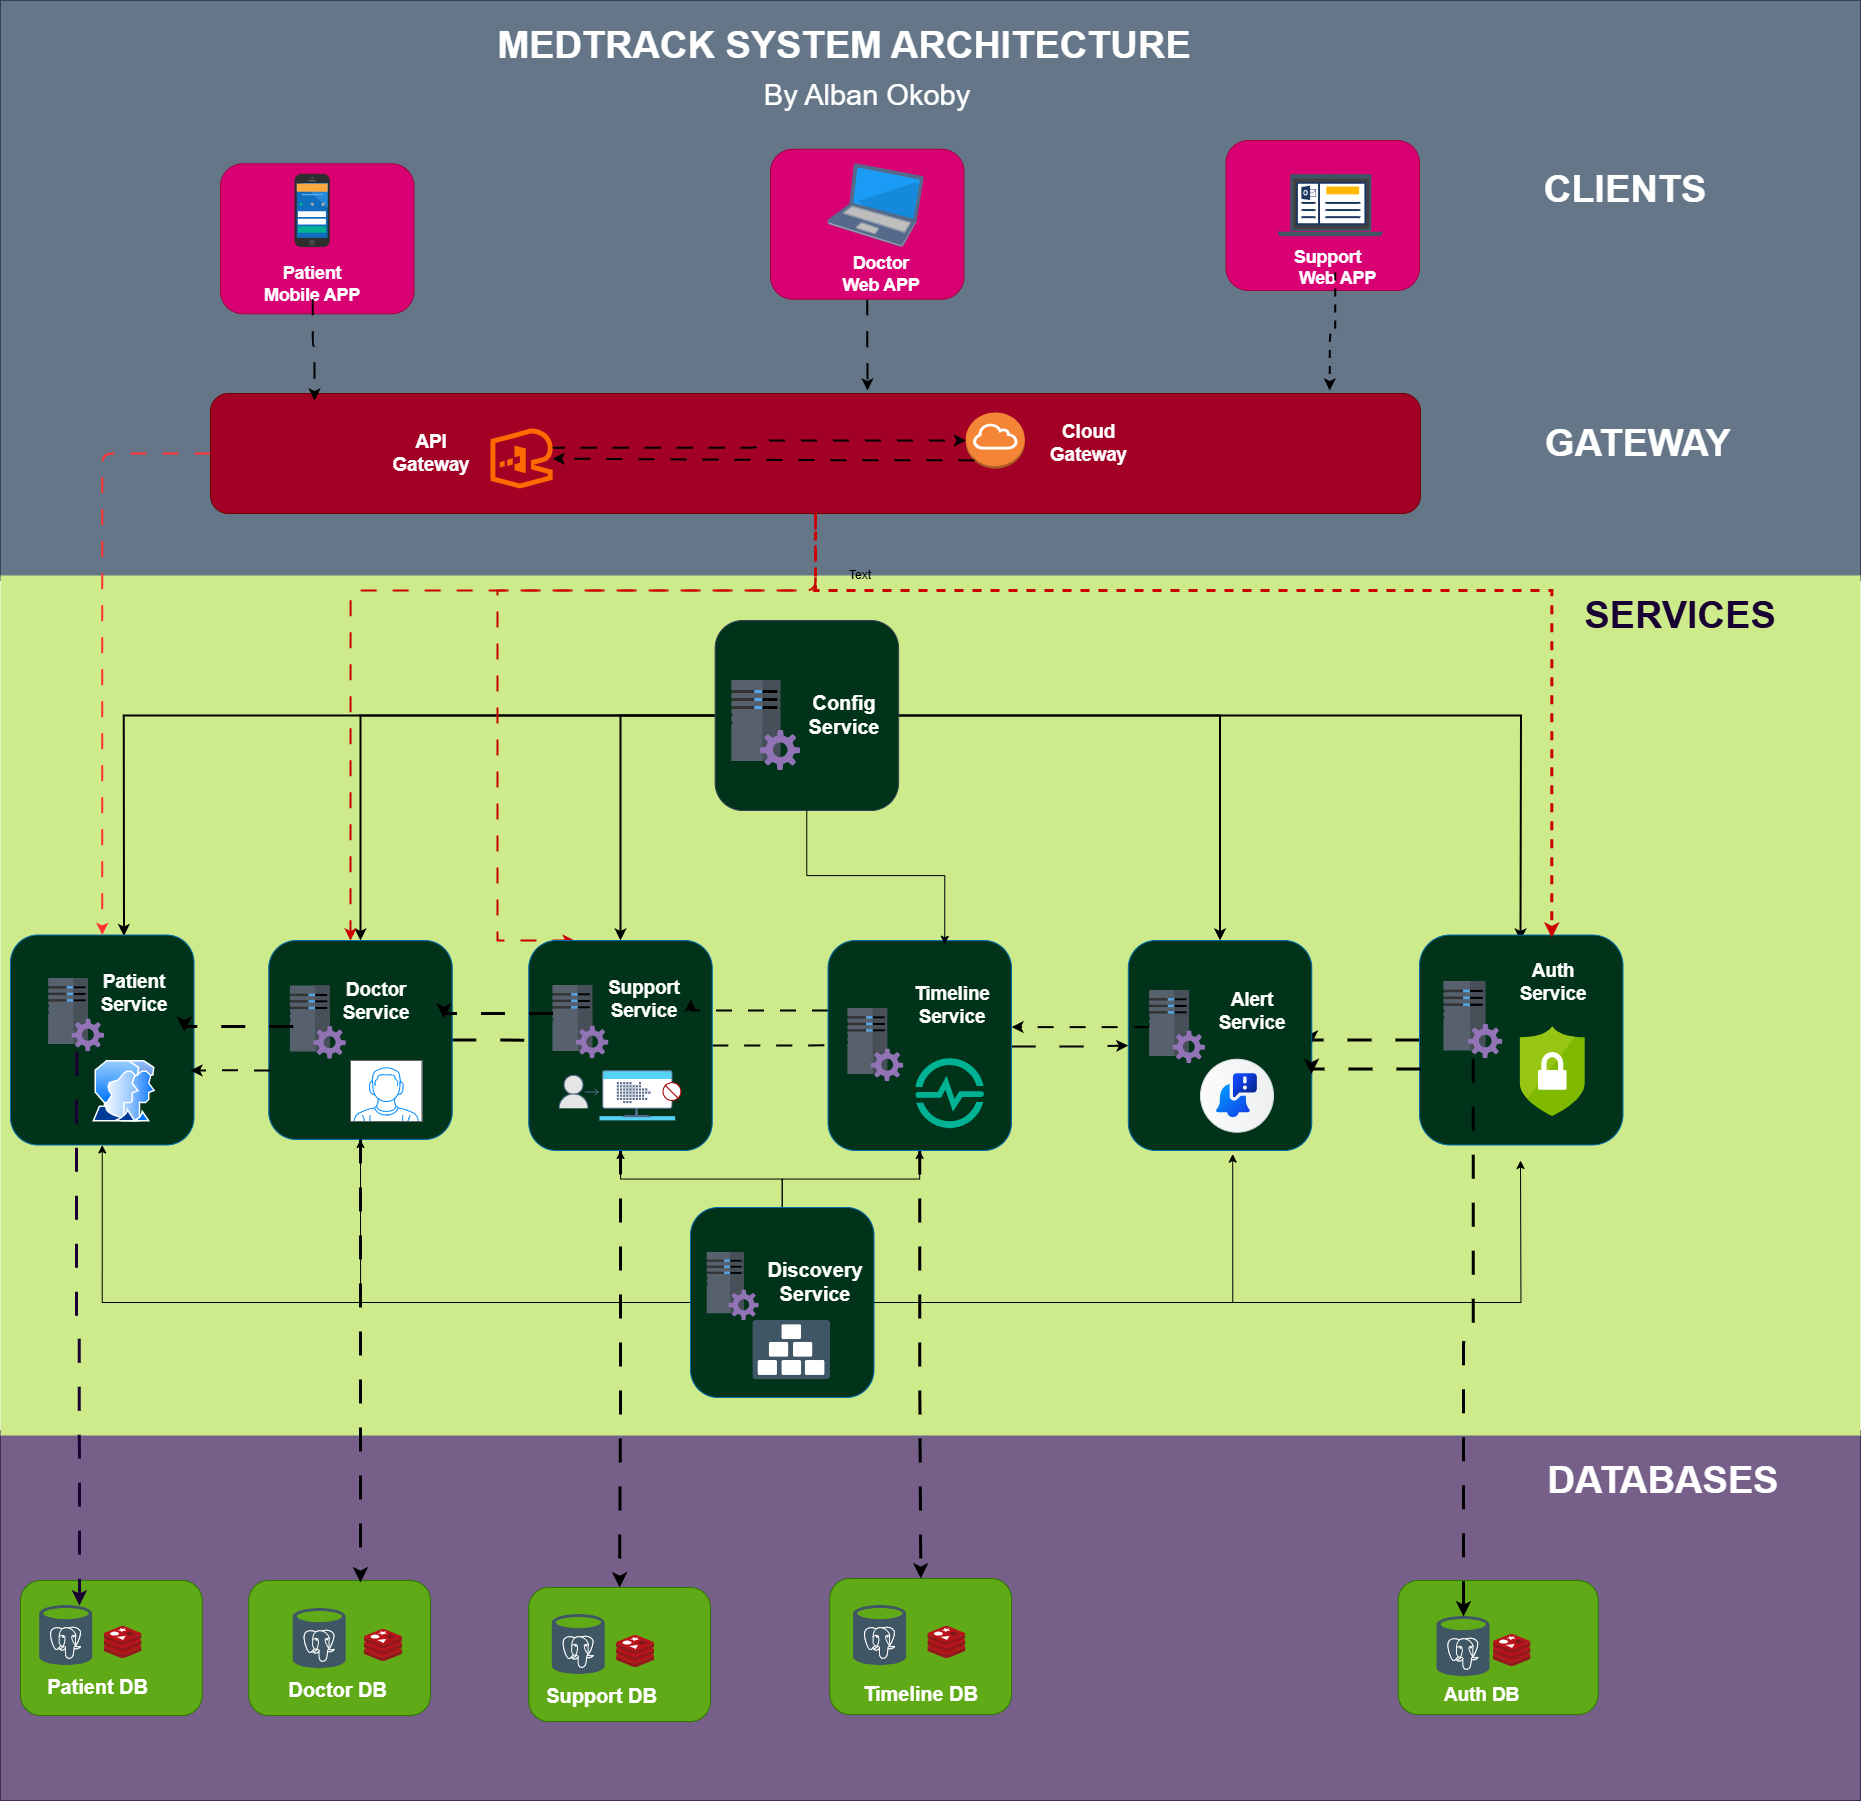 MEDTRACK SYSTEM ARCHITECTURE
By Alban Okoby
CLIENTS
Patient
Mobile APP
Doctor
Web APP
Support
Web APP
GATEWAY
API
Gateway
Cloud
Gateway
Text
SERVICES
Config
Service
Patient
Service
Doctor
Service
Support
Service
Timeline
Service
Alert
Service
Auth
Service
Discovery
Service
DATABASES
Patient DB
Doctor DB
Support DB
Timeline DB
Auth DB